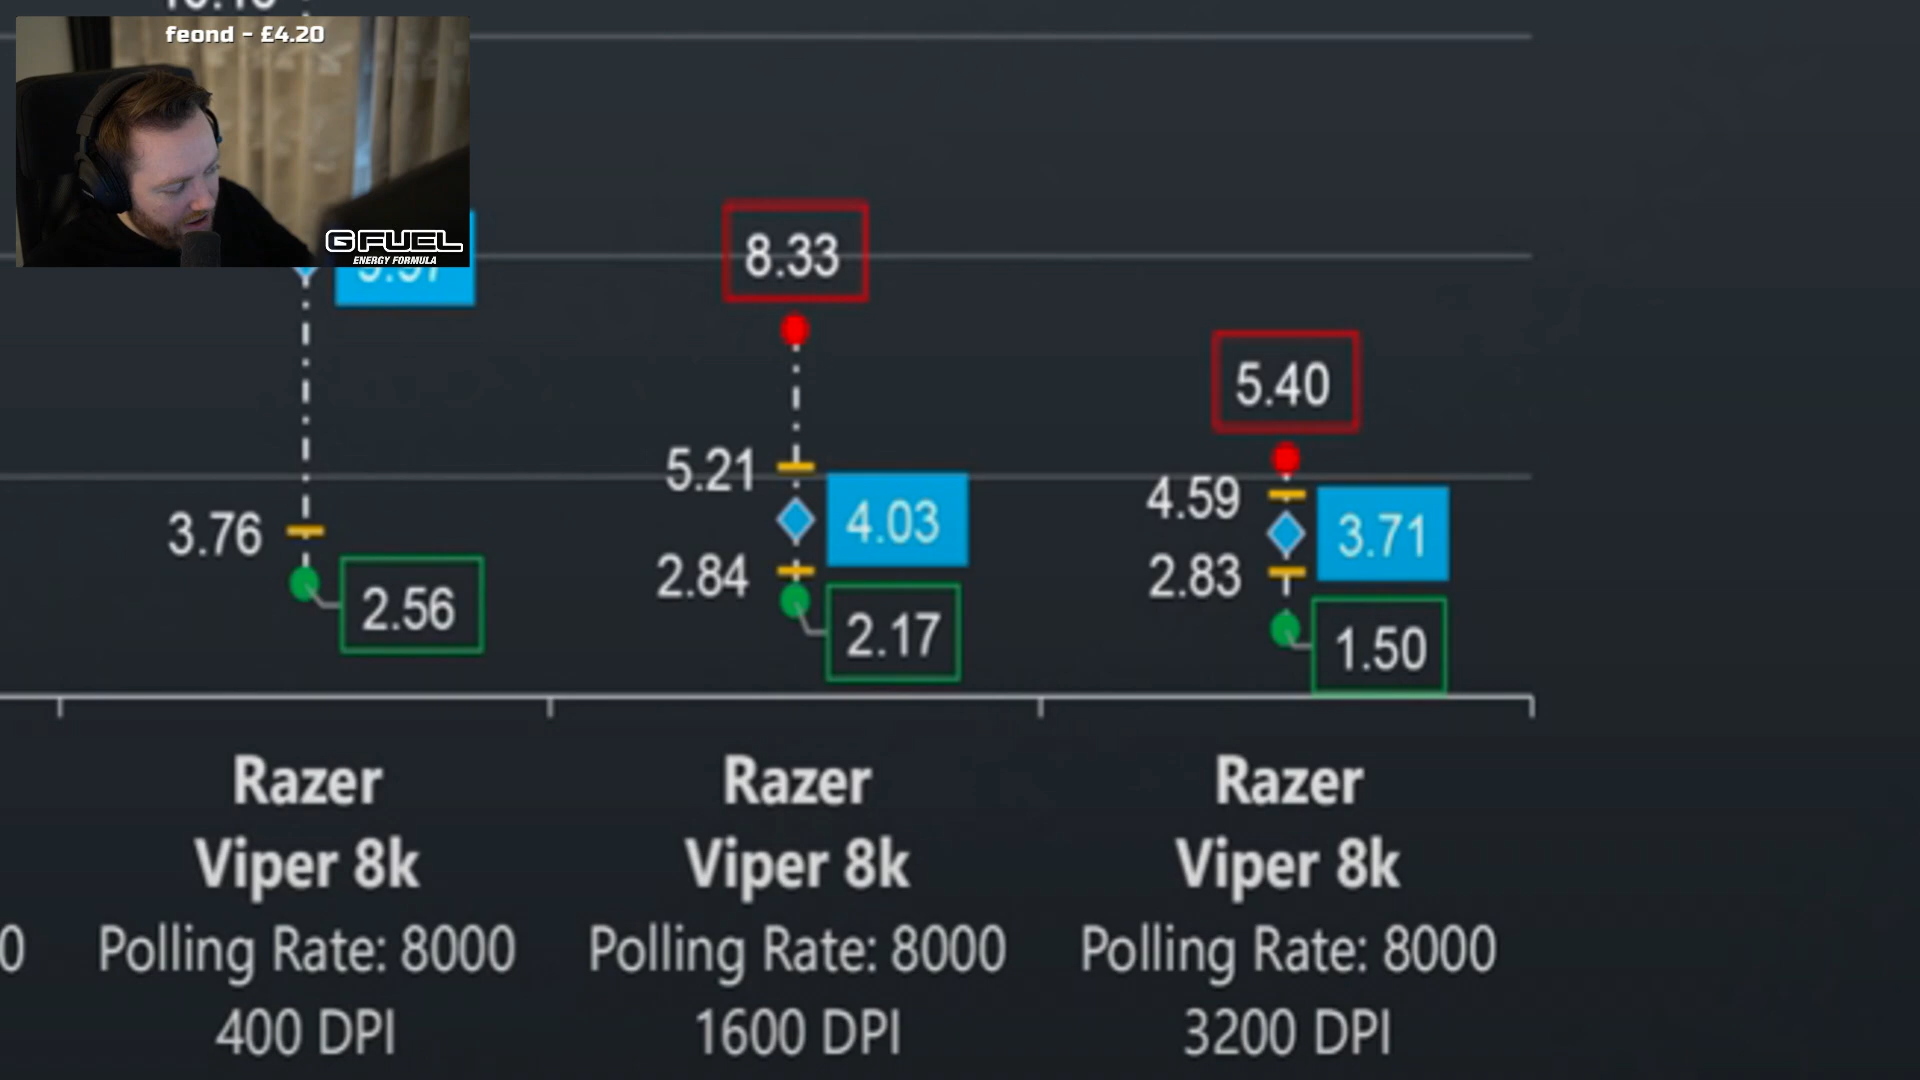 feond - £4.20
G FUEL
ENERGY FORMULA
8.33
5.40
5.21
4.59
4.03
3.71
3.76
2.84
2.83
2.56
2.17
1.50
Razer Viper 8k
Polling Rate: 8000
400 DPI
Razer Viper 8k
Polling Rate: 8000
1600 DPI
Razer Viper 8k
Polling Rate: 8000
3200 DPI